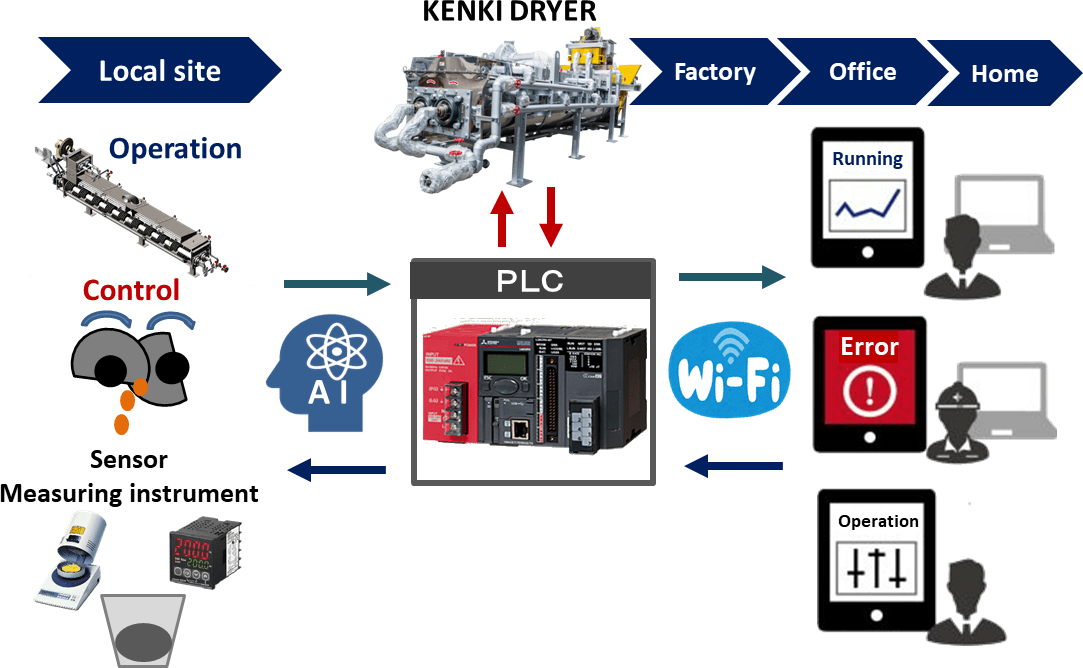 KENKI DRYER
Local site
Factory
Office
Home
Operation
Running
Control
PLC
AI
Wi-Fi
Error
Sensor
Measuring instrument
Operation